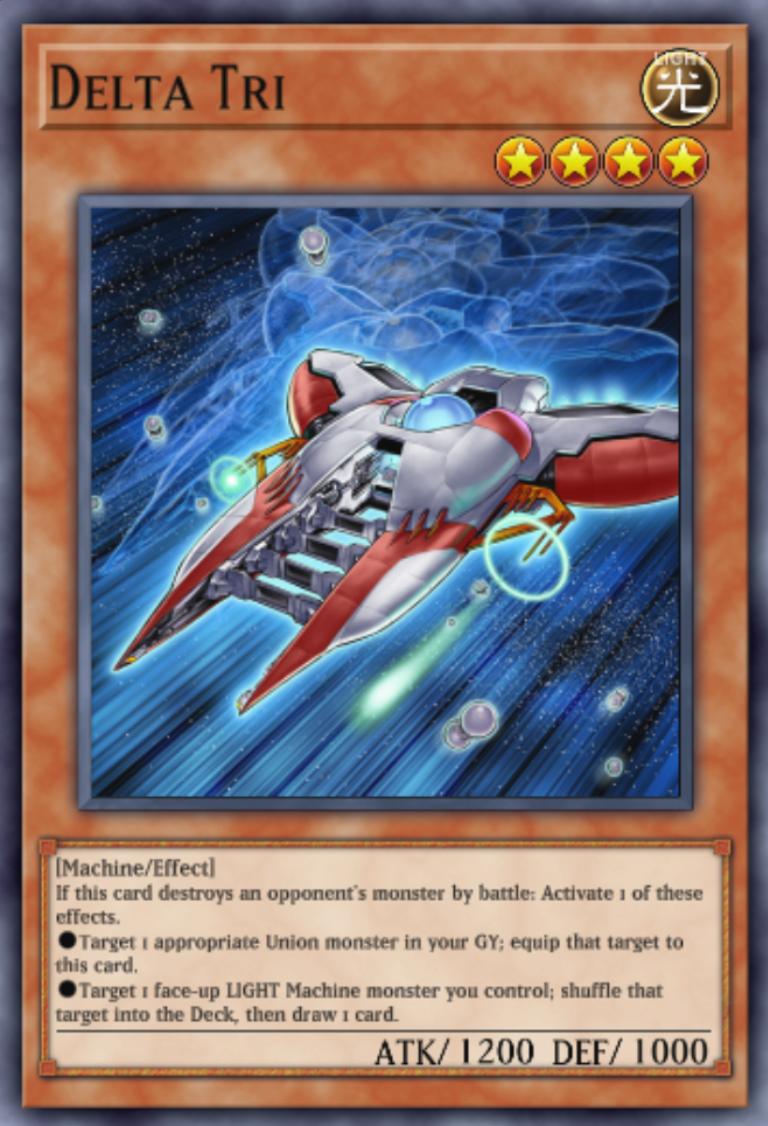 DELTA TRI
LIGHT
光
[Machine/Effect]
If this card destroys an opponent's monster by battle: Activate 1 of these
effects.
●Target 1 appropriate Union monster in your GY; equip that target to
this card.
●Target 1 face-up LIGHT Machine monster you control; shuffle that
target into the Deck, then draw 1 card.
ATK/ 1200 DEF/ 1000